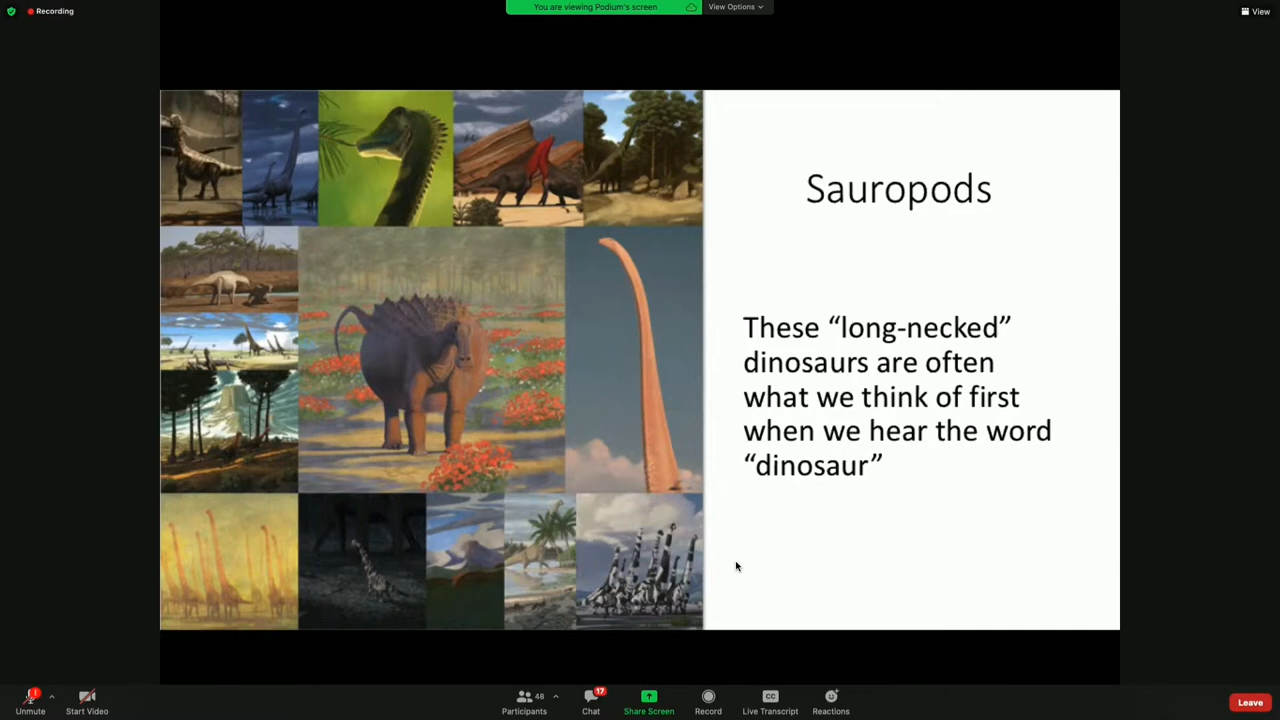 Recording
You are viewing Podium's screen
View Options
View
Sauropods
These “long-necked”
dinosaurs are often
what we think of first
when we hear the word
“dinosaur”
Unmute
Start Video
48
Participants
17
Chat
Share Screen
Record
CC
Live Transcript
Reactions
Leave